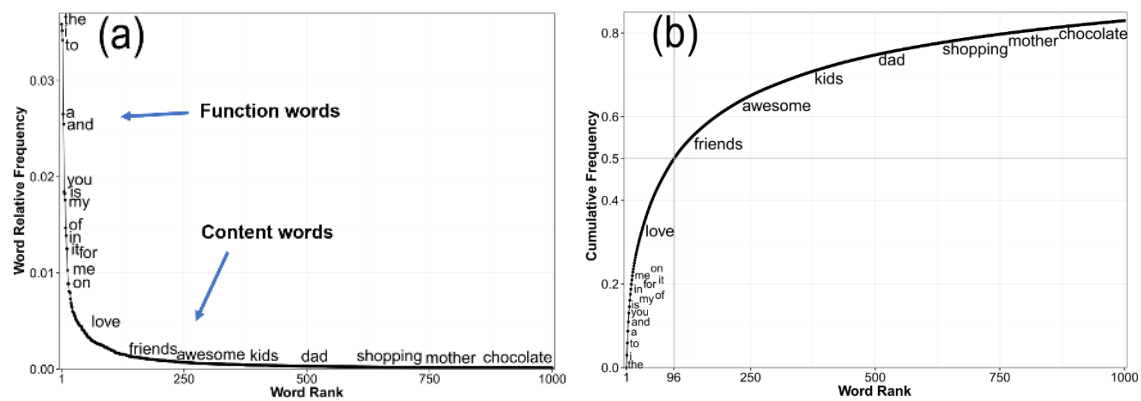 (a)
Word Relative Frequency
0.03
0.02
0.01
0.00
the
i
to
a
and
Function words
you
is
my
of
in
it for
me
on
Content words
love
friends awesome kids dad shopping mother chocolate
1 250 500 750 1000
Word Rank
(b)
Cumulative Frequency
0.8
0.6
0.5
0.4
0.2
0.0
chocolate
mother
shopping
dad
kids
awesome
friends
love
me on
in for it
is my of
you
and
a
to
i
the
1 96 250 500 750 1000
Word Rank